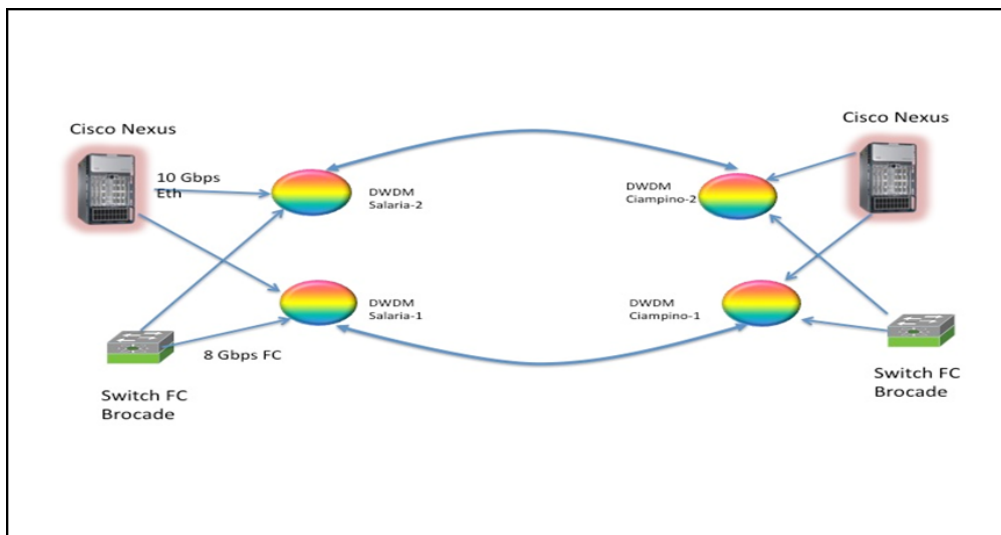 Cisco Nexus
10 Gbps
Eth
DWDM
Salaria-2
DWDM
Ciampino-2
Cisco Nexus
DWDM
Salaria-1
DWDM
Ciampino-1
8 Gbps FC
Switch FC
Brocade
Switch FC
Brocade